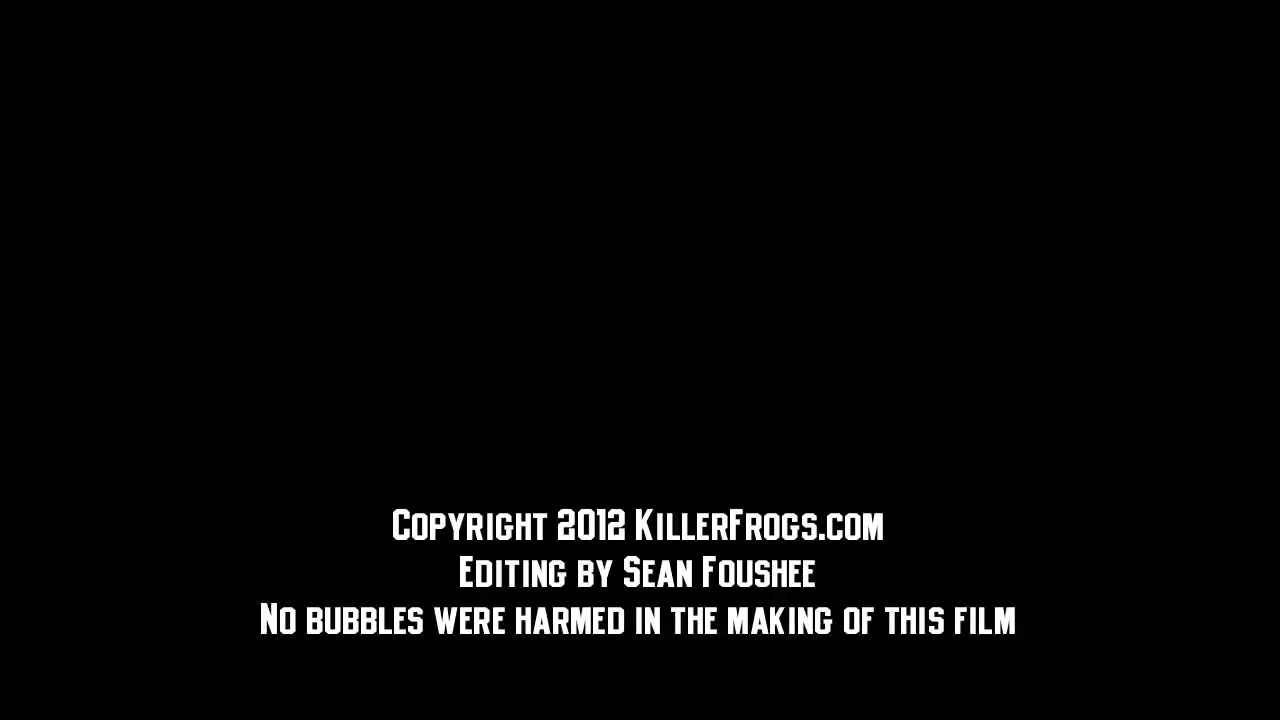 Copyright 2012 KillerFrogs.com
Editing by Sean Foushee
No bubbles were harmed in the making of this film